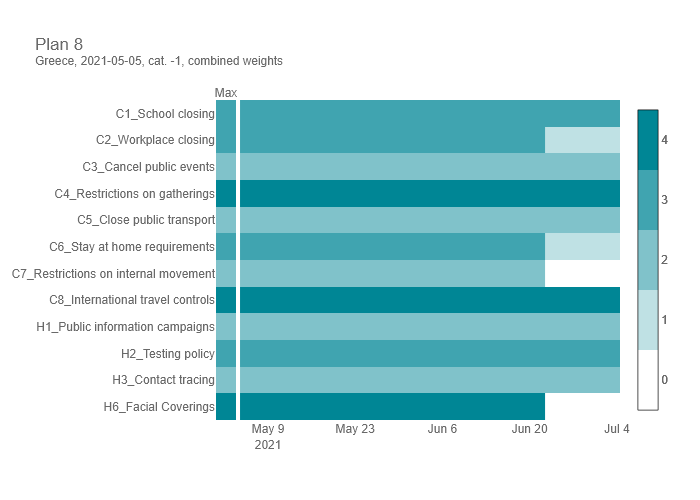 Plan 8
Greece, 2021-05-05, cat. -1, combined weights
Max
C1_School closing
C2_Workplace closing
C3_Cancel public events
C4_Restrictions on gatherings
C5_Close public transport
C6_Stay at home requirements
C7_Restrictions on internal movement
C8_International travel controls
H1_Public information campaigns
H2_Testing policy
H3_Contact tracing
H6_Facial Coverings
4
3
2
1
0
May 9 May 23 Jun 6 Jun 20 Jul 4
2021